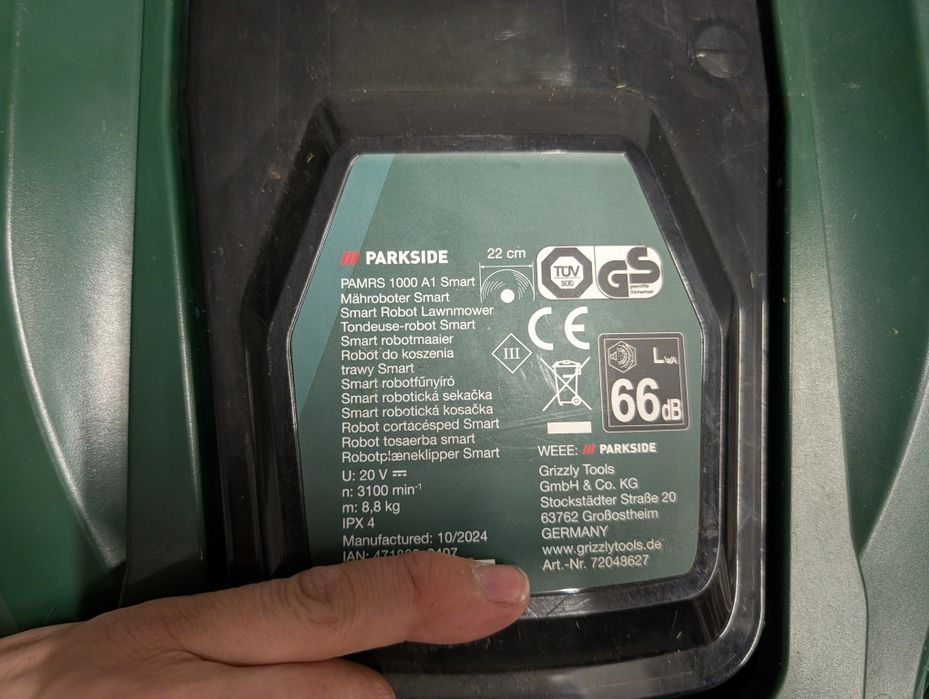 PARKSIDE
PAMRS 1000 A1 Smart
Mähroboter Smart
Smart Robot Lawnmower
Tondeuse-robot Smart
Smart robotmaaier
Robot do koszenia
trawy Smart
Smart robotfűnyíró
Smart robotická sekačka
Smart robotická kosačka
Robot cortacésped Smart
Robot tosaerba smart
Robotplæneklipper Smart
U: 20 V
n: 3100 min-1
m: 8,8 kg
IPX 4
Manufactured: 10/2024
IAN:
22 cm
TÜV
SÜD
GS
geprüfte
Sicherheit
CE
III
LWA
66dB
WEEE: PARKSIDE
Grizzly Tools
GmbH & Co. KG
Stockstädter Straße 20
63762 Großostheim
GERMANY
www.grizzlytools.de
Art.-Nr. 72048627